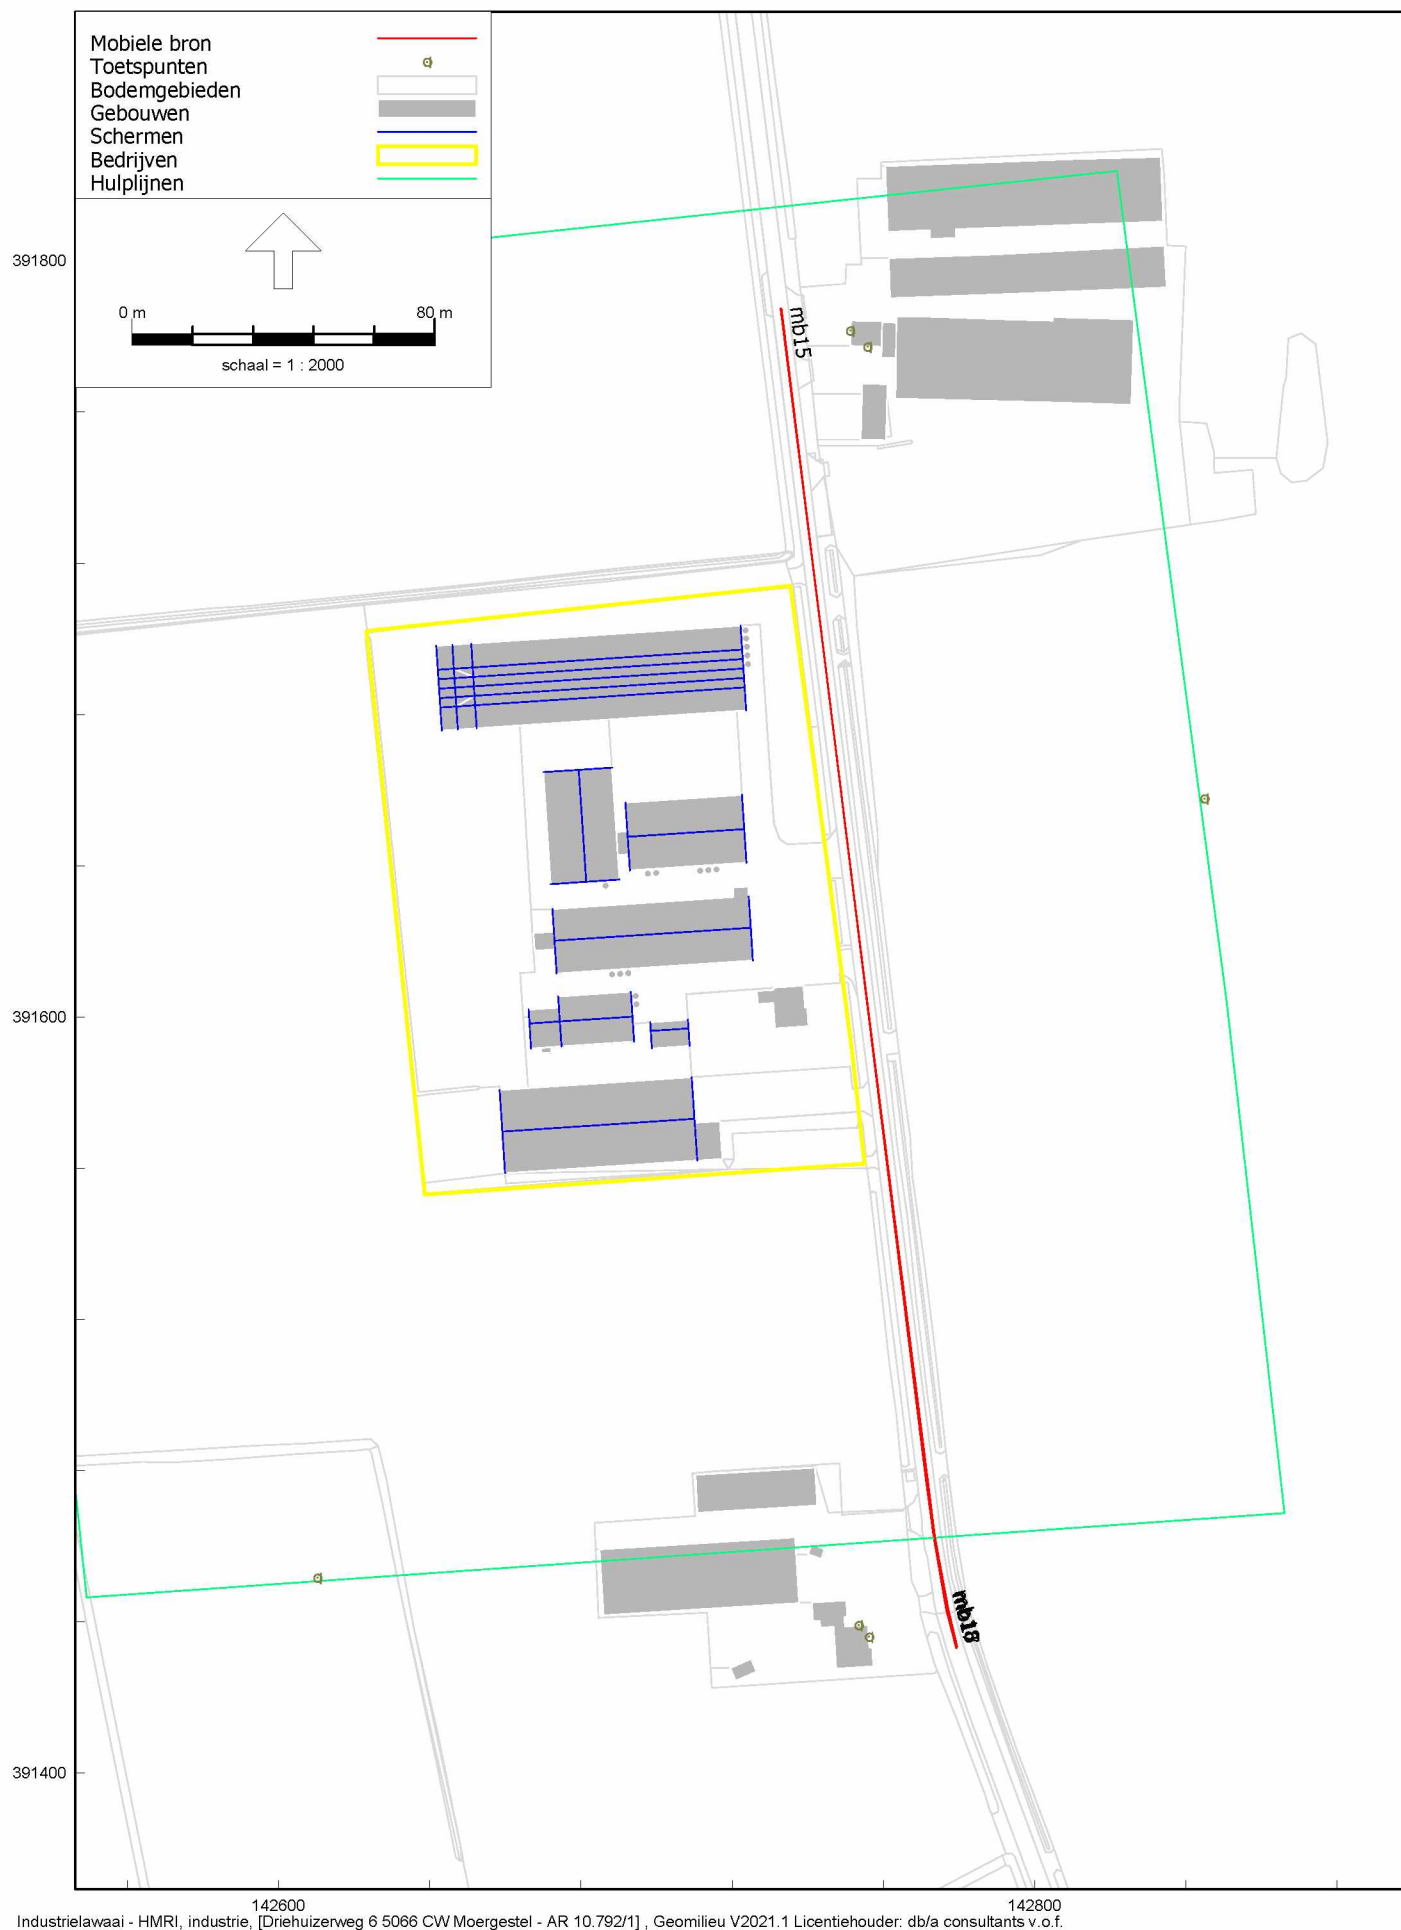 Mobiele bron
Toetspunten
Bodemgebieden
Gebouwen
Schermen
Bedrijven
Hulplijnen
0 m 80 m
schaal = 1 : 2000
391800
mb15
391600
mb18
391400
142600 142800
Industrielawaai - HMRI, industrie, [Driehuizerweg 6 5066 CW Moergestel - AR 10.792/1] , Geomilieu V2021.1 Licentiehouder: db/a consultants v.o.f.